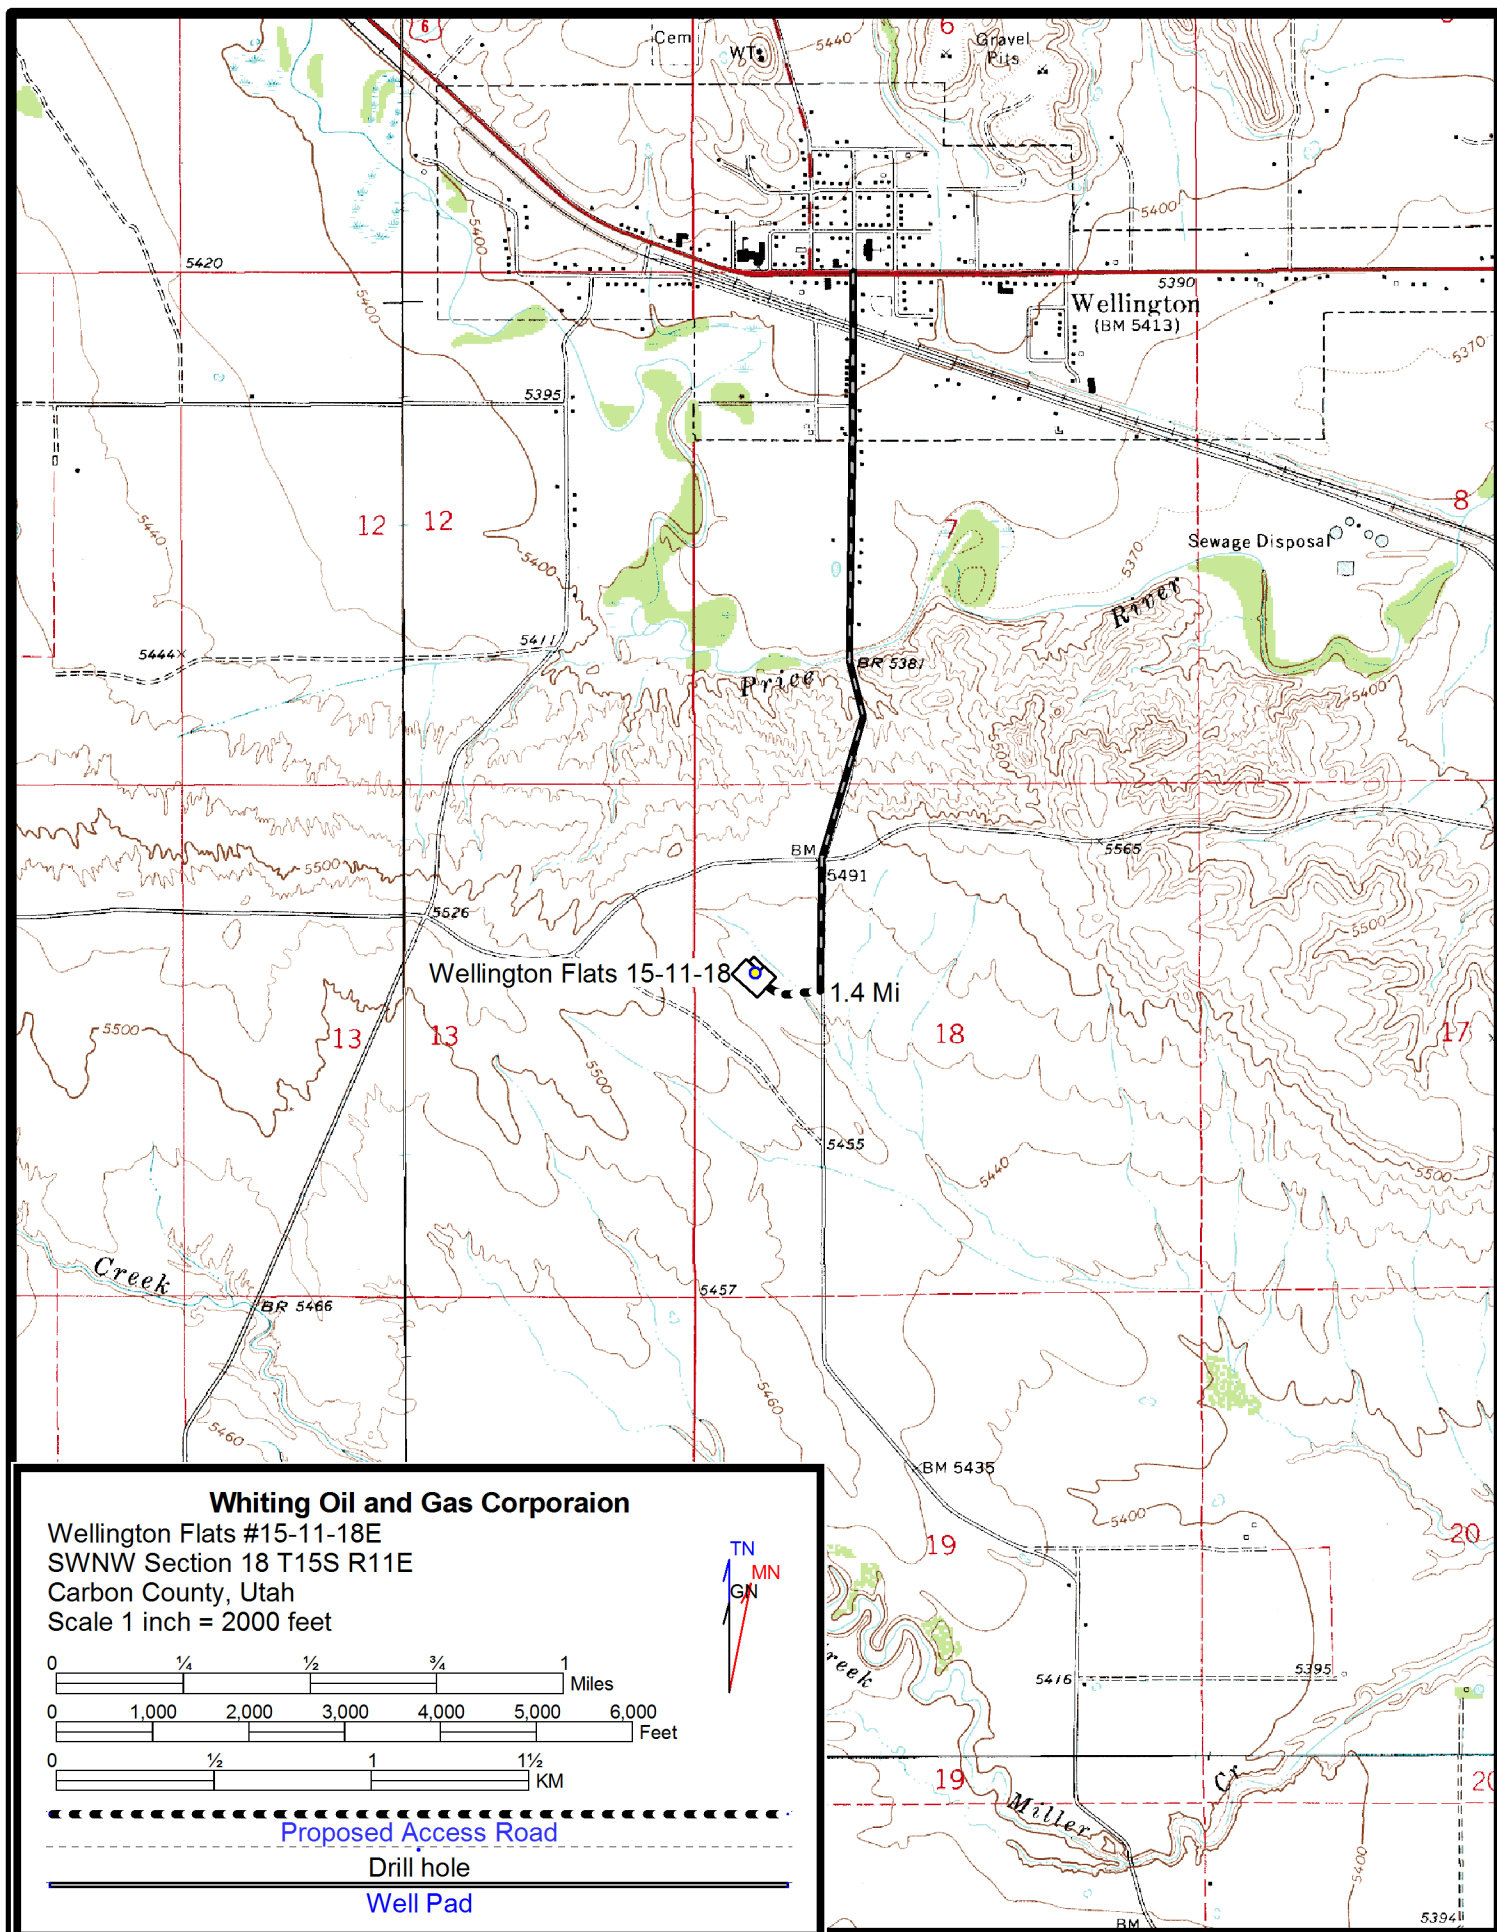 6
Cem
WT
5440
6
Gravel
Pits
5400
5400
5420
5400
5390
Wellington
(BM 5413)
5370
5395
5440
12
12
7
8
5400
5370
Sewage Disposal
River
5411
5444
BR 5381
Price
5400
5500
BM
5565
5491
5500
5526
5500
Wellington Flats 15-11-18
1.4 Mi
5500
13
13
18
17
5500
5455
5440
5500
Creek
5457
BR 5466
5460
5460
BM 5435
5400
19
20
reek
5416
5395
19
20
Cr
Miller
5400
5394
BM
Whiting Oil and Gas Corporaion
Wellington Flats #15-11-18E
SWNW Section 18 T15S R11E
Carbon County, Utah
Scale 1 inch = 2000 feet
TN
MN
GN
0 ¼ ½ ¾ 1
Miles
0 1,000 2,000 3,000 4,000 5,000 6,000
Feet
0 ½ 1 1½
KM
Proposed Access Road
Drill hole
Well Pad